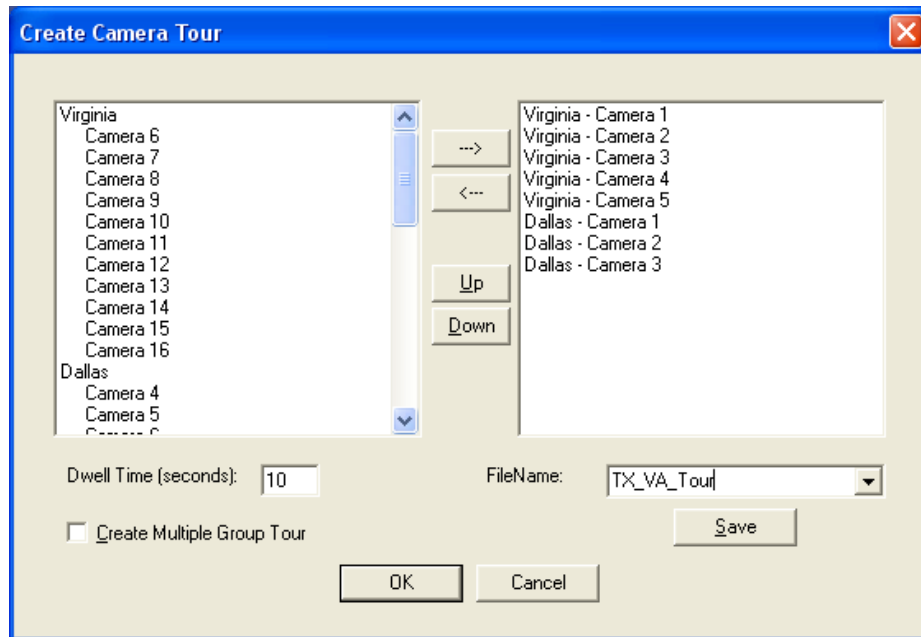 Create Camera Tour
Virginia
Camera 6
Camera 7
Camera 8
Camera 9
Camera 10
Camera 11
Camera 12
Camera 13
Camera 14
Camera 15
Camera 16
Dallas
Camera 4
Camera 5
--->
<---
Up
Down
Virginia - Camera 1
Virginia - Camera 2
Virginia - Camera 3
Virginia - Camera 4
Virginia - Camera 5
Dallas - Camera 1
Dallas - Camera 2
Dallas - Camera 3
Dwell Time (seconds): 10
FileName: TX_VA_Tour
Create Multiple Group Tour
Save
OK
Cancel